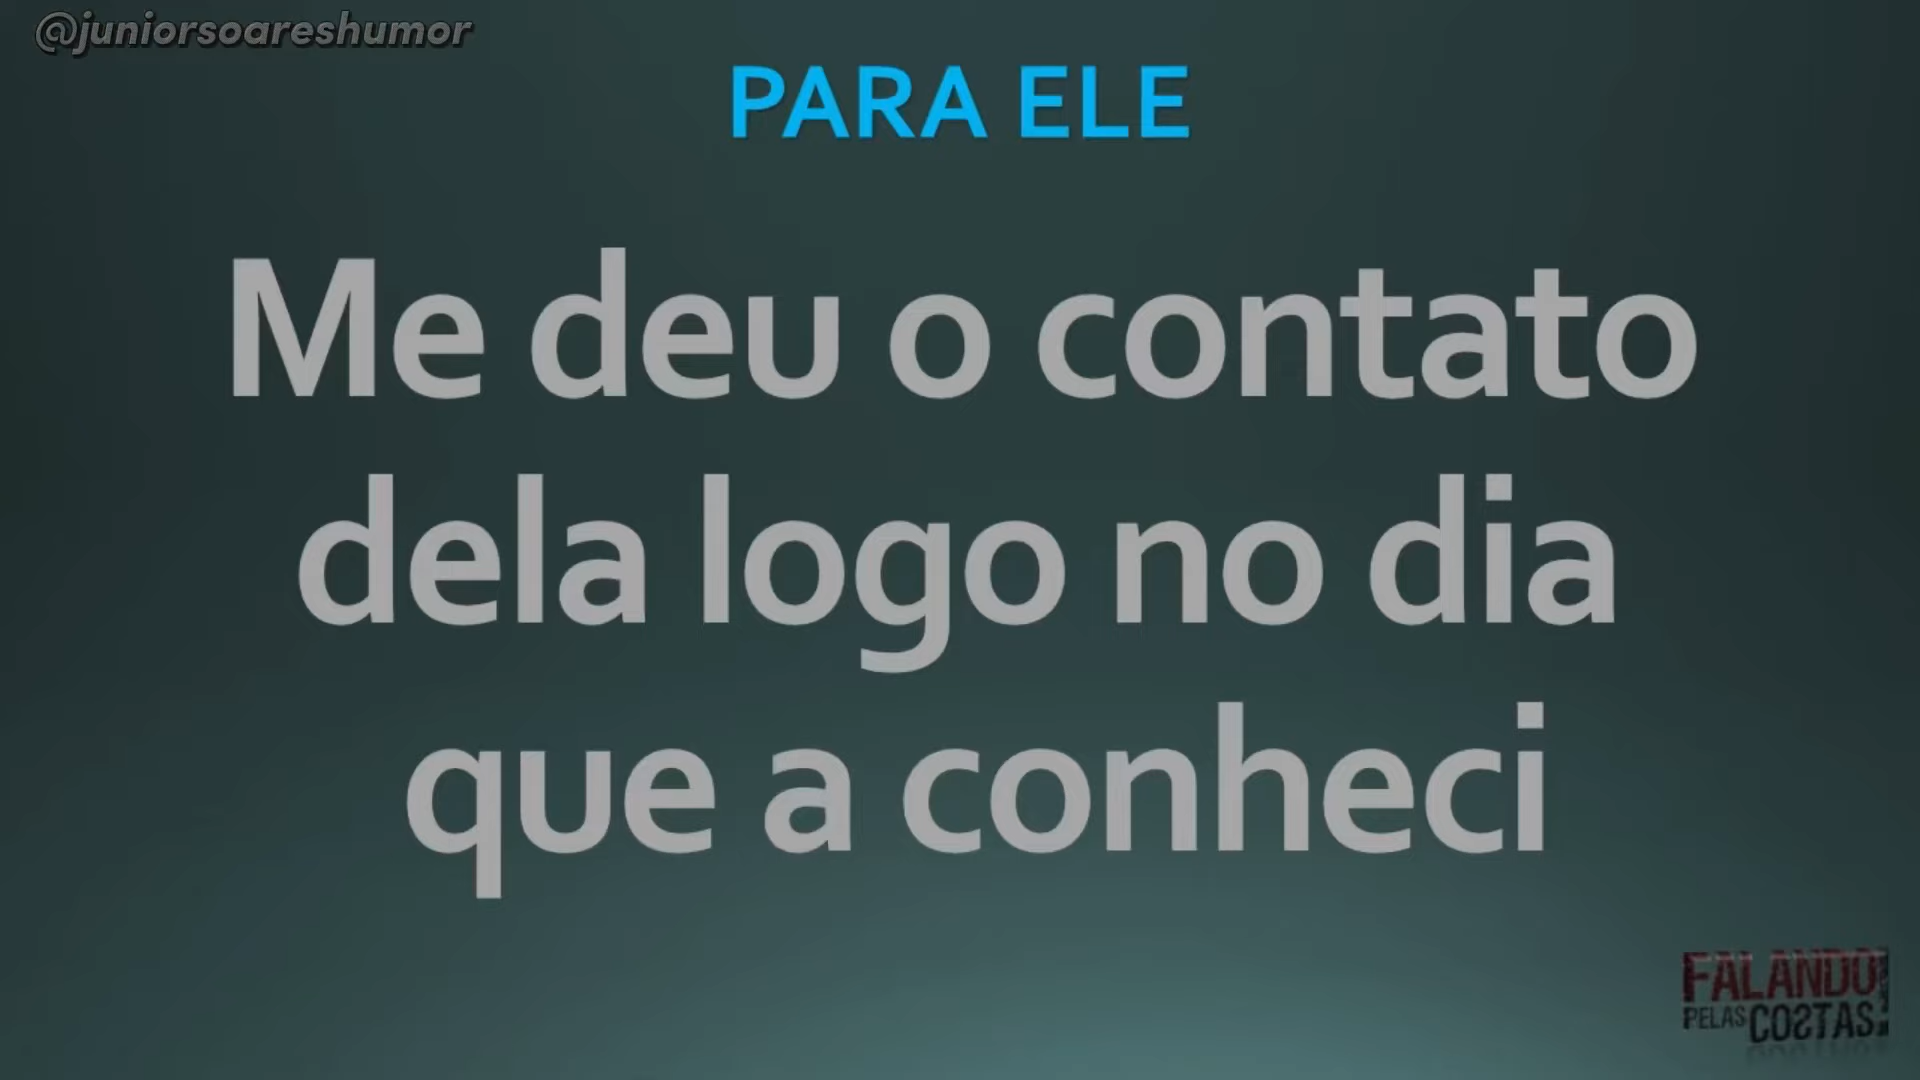 @juniorsoareshumor
PARA ELE
Me deu o contato
dela logo no dia
que a conheci
FALANDO
PELAS COSTAS!